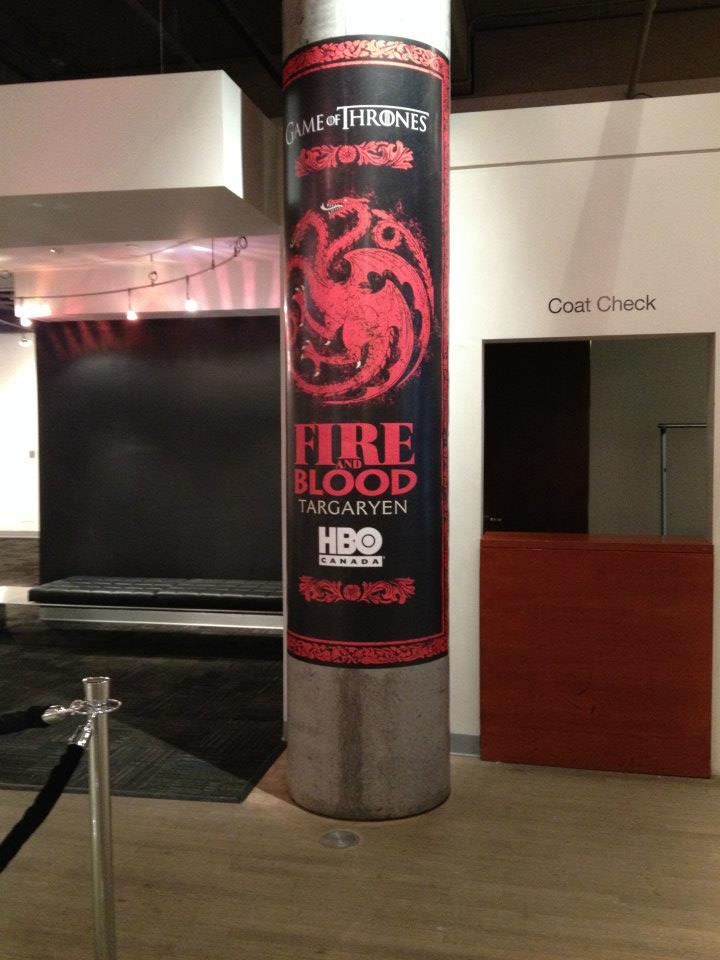 GAME OF THRONES
Coat Check
FIRE
AND
BLOOD
TARGARYEN
HBO
CANADA